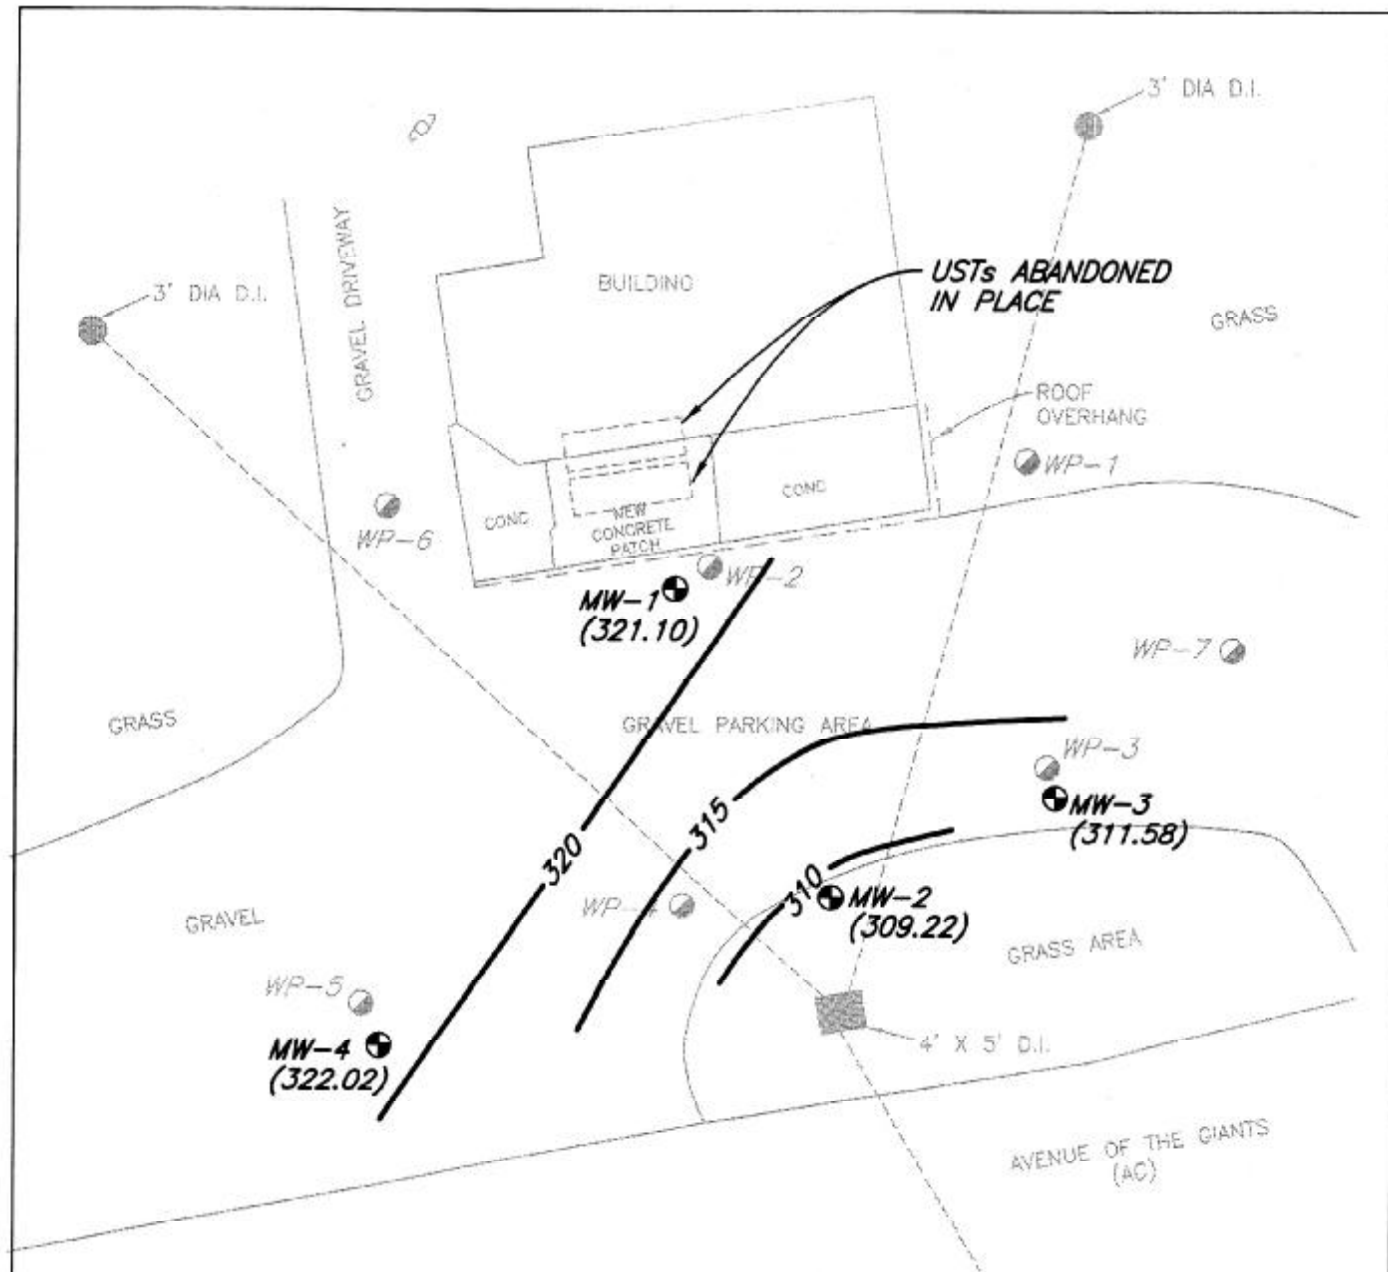 3' DIA D.I.
GRAVEL DRIVEWAY
BUILDING
USTs ABANDONED
IN PLACE
3' DIA D.I.
GRASS
ROOF
OVERHANG
WP-1
CONC
CONC
NEW
CONCRETE
PATCH
WP-6
WP-2
MW-1
(321.10)
WP-7
GRASS
GRAVEL PARKING AREA
WP-3
MW-3
(311.58)
315
320
310
WP-4
MW-2
(309.22)
GRAVEL
GRASS AREA
WP-5
MW-4
(322.02)
4' X 5' D.I.
AVENUE OF THE GIANTS
(AC)